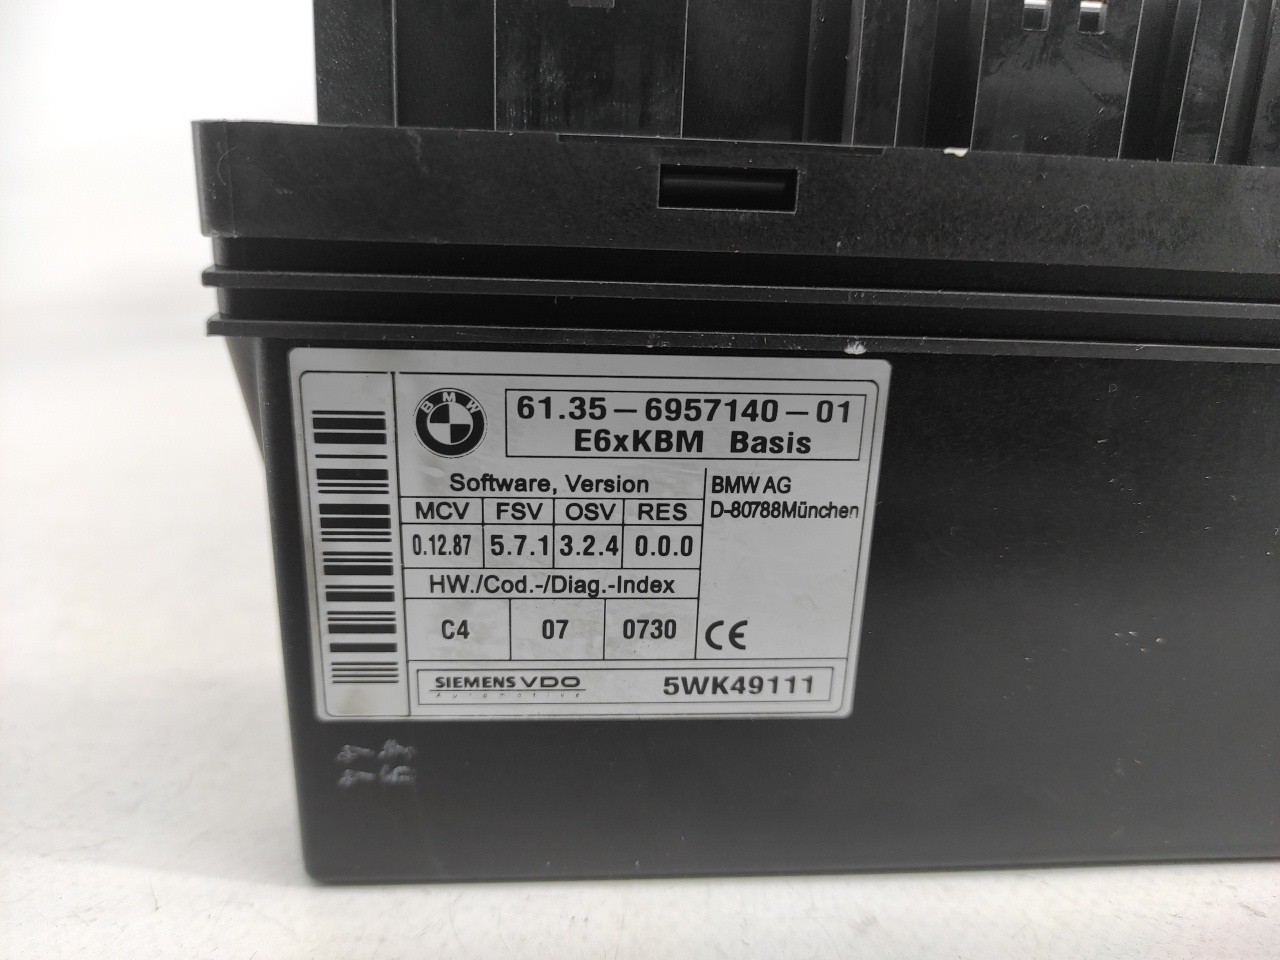 BMW
61.35-6957140-01
E6xKBM Basis
Software, Version
BMW AG
D-80788München
MCV FSV OSV RES
0.12.87 5.7.1 3.2.4 0.0.0
HW./Cod.-/Diag.-Index
C4 07 0730
CE
SIEMENS VDO
Automotive
5WK49111